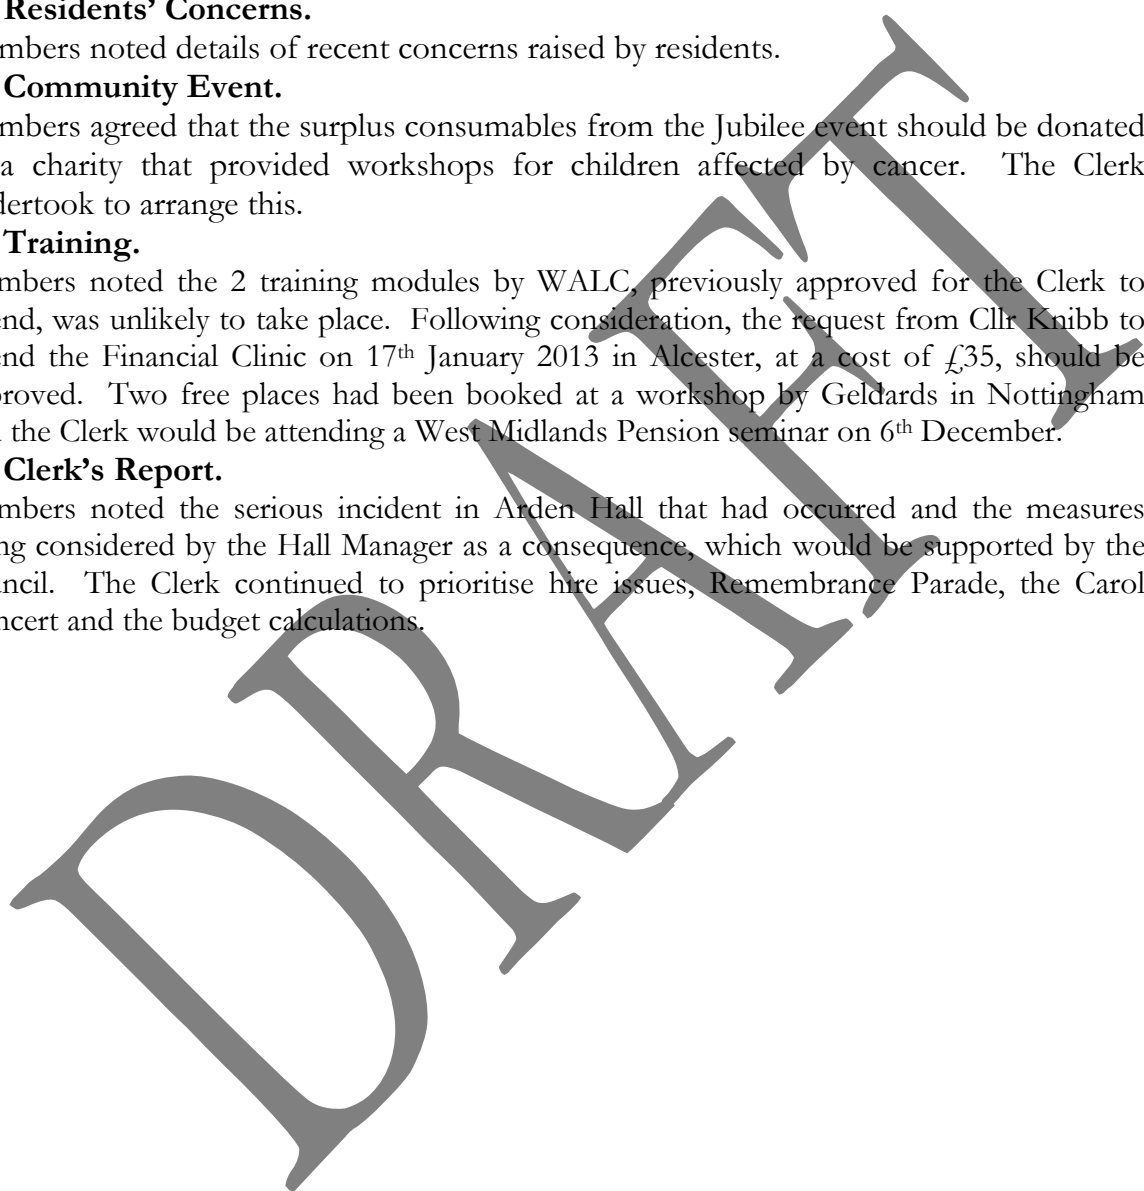 Residents’ Concerns.
mbers noted details of recent concerns raised by residents.
Community Event.
mbers agreed that the surplus consumables from the Jubilee event should be donated
a charity that provided workshops for children affected by cancer. The Clerk
dertook to arrange this.
Training.
mbers noted the 2 training modules by WALC, previously approved for the Clerk to
end, was unlikely to take place. Following consideration, the request from Cllr Knibb to
end the Financial Clinic on 17th January 2013 in Alcester, at a cost of £35, should be
proved. Two free places had been booked at a workshop by Geldards in Nottingham
the Clerk would be attending a West Midlands Pension seminar on 6th December.
Clerk’s Report.
mbers noted the serious incident in Arden Hall that had occurred and the measures
ng considered by the Hall Manager as a consequence, which would be supported by the
uncil. The Clerk continued to prioritise hire issues, Remembrance Parade, the Carol
ncert and the budget calculations.
DRAFT